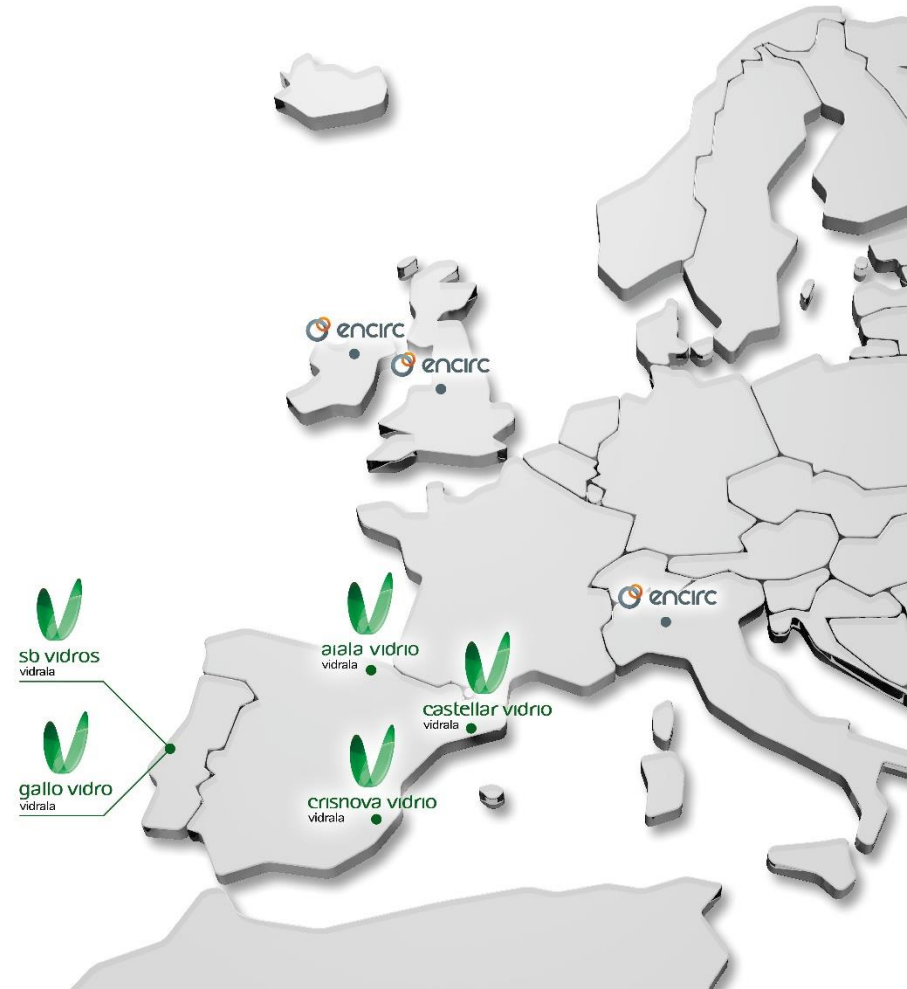 encirc
encirc
encirc
sb vidros
vidrala
aiala vidrio
vidrala
castellar vidrio
vidrala
gallo vidro
vidrala
crisnova vidrio
vidrala